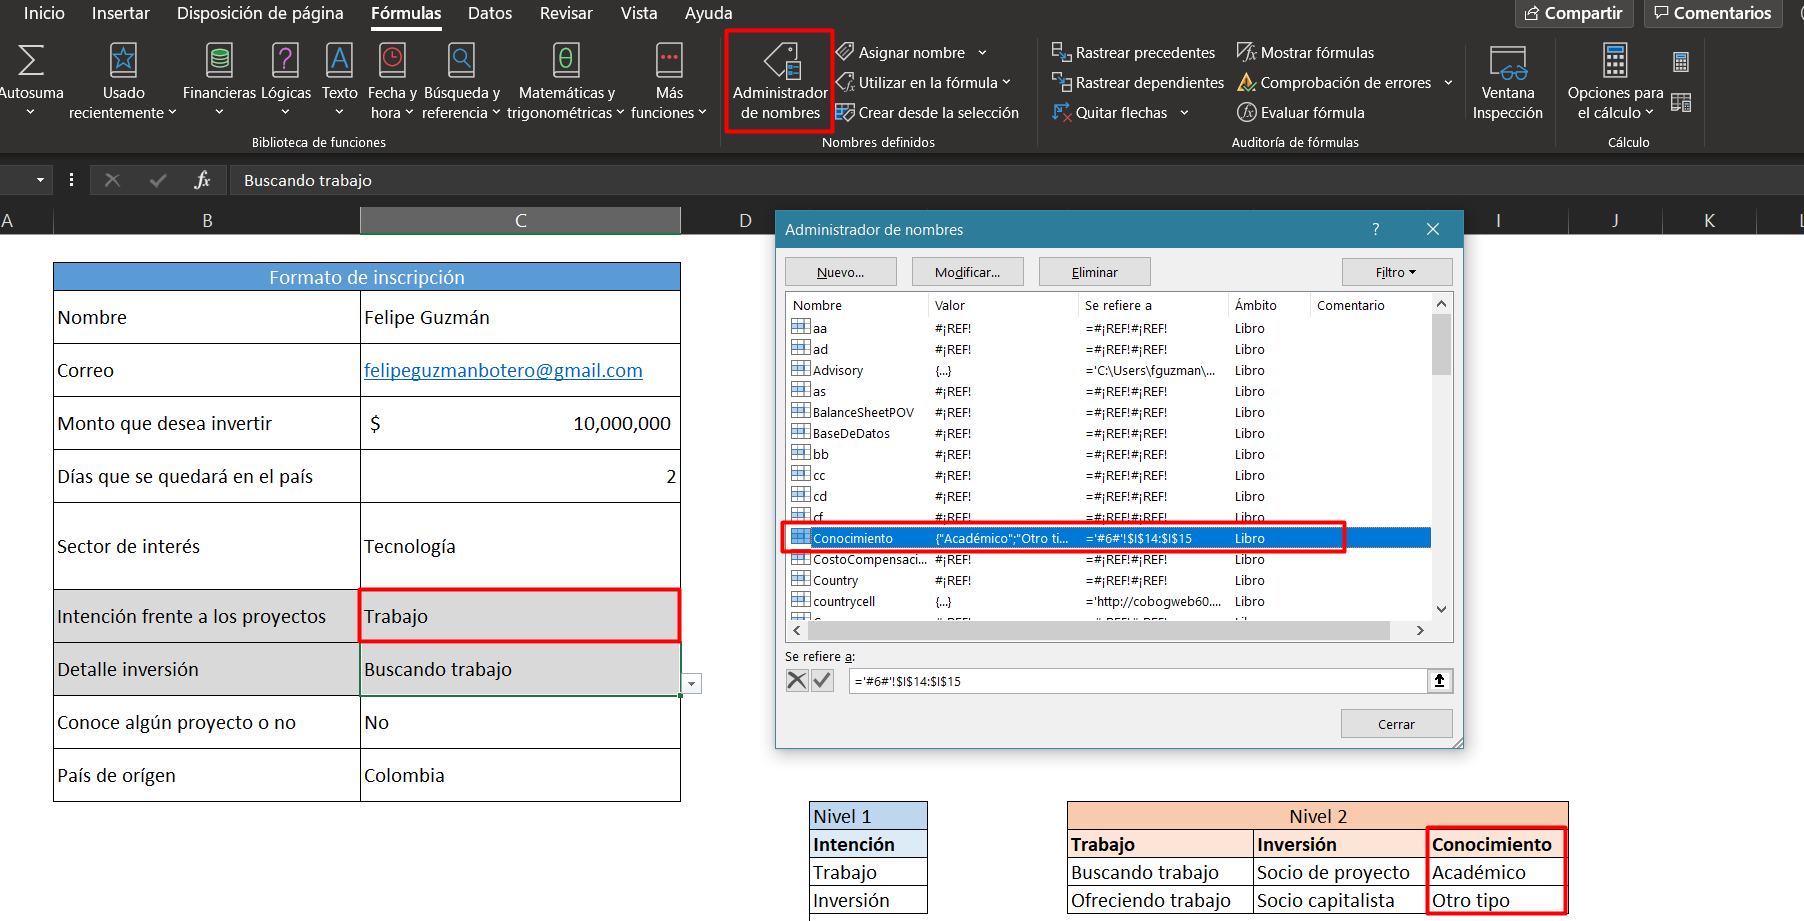 Inicio Insertar Disposición de página Fórmulas Datos Revisar Vista Ayuda Compartir Comentarios
Autosuma
Usado recientemente
Financieras
Lógicas
Texto
Fecha y hora
Búsqueda y referencia
Matemáticas y trigonométricas
Más funciones
Biblioteca de funciones
Administrador de nombres
Asignar nombre
Utilizar en la fórmula
Crear desde la selección
Nombres definidos
Rastrear precedentes
Rastrear dependientes
Quitar flechas
Mostrar fórmulas
Comprobación de errores
Evaluar fórmula
Auditoría de fórmulas
Ventana Inspección
Opciones para el cálculo
Cálculo
fx Buscando trabajo
A B C D I J K L
Formato de inscripción
Nombre Felipe Guzmán
Correo felipeguzmanbotero@gmail.com
Monto que desea invertir $ 10,000,000
Días que se quedará en el país 2
Sector de interés Tecnología
Intención frente a los proyectos Trabajo
Detalle inversión Buscando trabajo
Conoce algún proyecto o no No
País de orígen Colombia
Administrador de nombres ?
Nuevo... Modificar... Eliminar Filtro
Nombre Valor Se refiere a Ámbito Comentario
aa #¡REF! =#¡REF!#¡REF! Libro
ad #¡REF! =#¡REF!#¡REF! Libro
Advisory {...} ='C:\Users\fguzman\... Libro
as #¡REF! =#¡REF!#¡REF! Libro
BalanceSheetPOV #¡REF! =#¡REF!#¡REF! Libro
BaseDeDatos #¡REF! =#¡REF!#¡REF! Libro
bb #¡REF! =#¡REF!#¡REF! Libro
cc #¡REF! =#¡REF!#¡REF! Libro
cd #¡REF! =#¡REF!#¡REF! Libro
cf #¡REF! =#¡REF!#¡REF! Libro
Conocimiento {"Académico";"Otro ti... ='#6#'!$I$14:$I$15 Libro
CostoCompensaci... #¡REF! =#¡REF!#¡REF! Libro
Country #¡REF! =#¡REF!#¡REF! Libro
countrycell {...} ='http://cobogweb60.... Libro
Se refiere a:
='#6#'!$I$14:$I$15
Cerrar
Nivel 1
Intención
Trabajo
Inversión
Nivel 2
Trabajo Inversión Conocimiento
Buscando trabajo Socio de proyecto Académico
Ofreciendo trabajo Socio capitalista Otro tipo